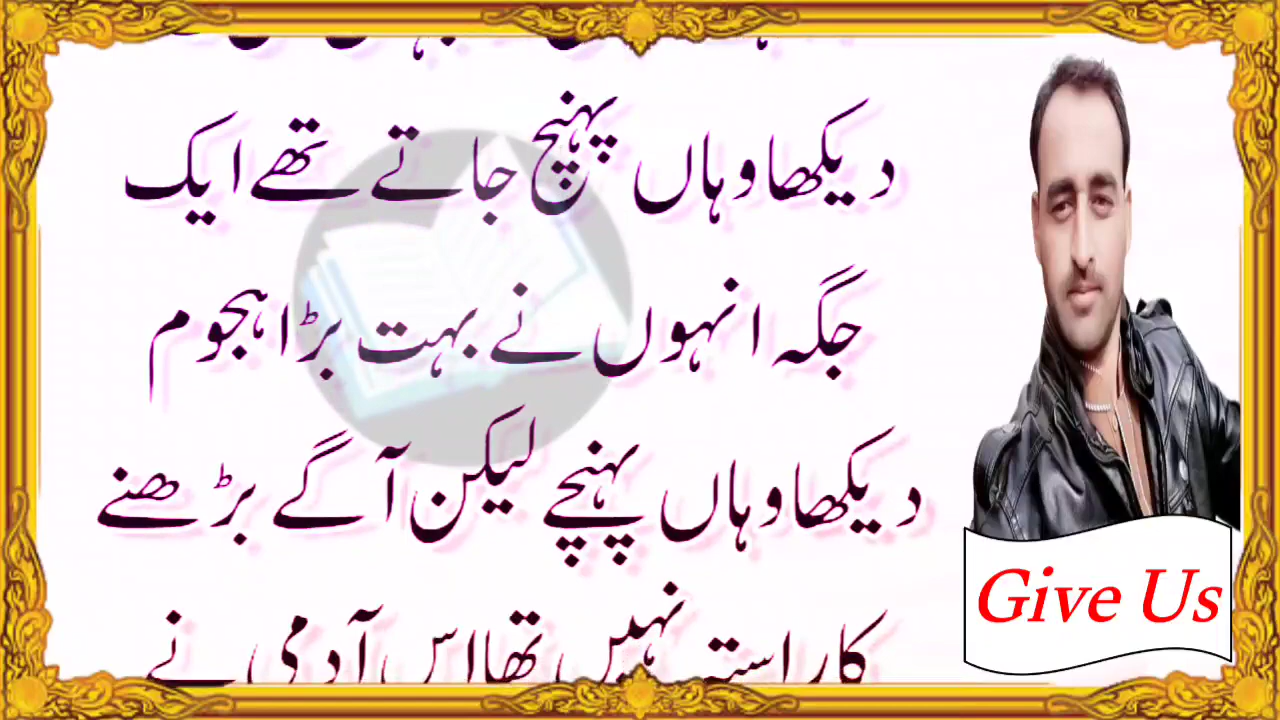 دیکھا وہاں پہنچ جاتے تھے ایک
جگہ انہوں نے بہت بڑا ہجوم
دیکھا وہاں پہنچے لیکن آگے بڑھنے
کا راستہ نہیں تھا اس آدمی نے
Give Us